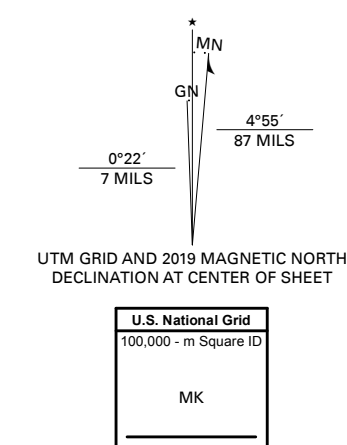 MN
GN
4°55´
87 MILS
0°22´
7 MILS
UTM GRID AND 2019 MAGNETIC NORTH
DECLINATION AT CENTER OF SHEET
U.S. National Grid
100,000 - m Square ID
MK